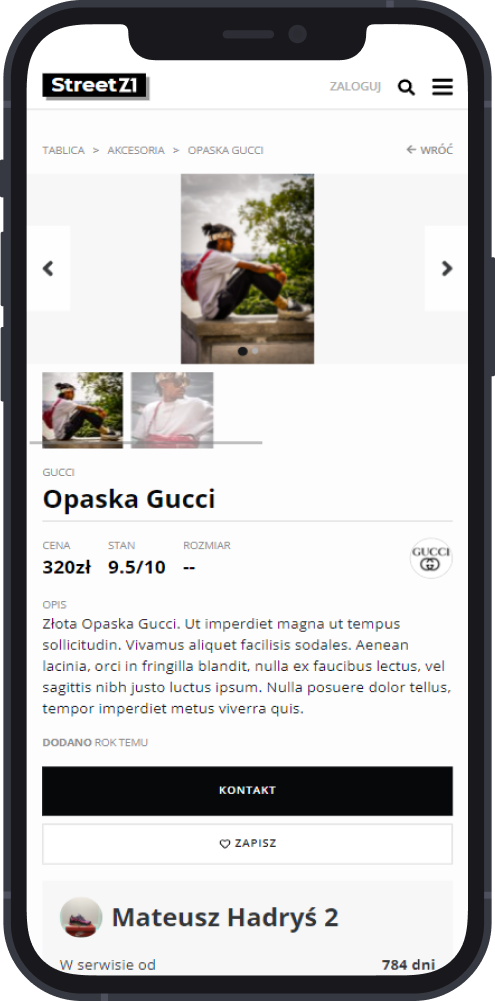 StreetZ1
ZALOGUJ
TABLICA > AKCESORIA > OPASKA GUCCI
← WRÓĆ
GUCCI
Opaska Gucci
CENA STAN ROZMIAR
320zł 9.5/10 --
GUCCI
OPIS
Złota Opaska Gucci. Ut imperdiet magna ut tempus
sollicitudin. Vivamus aliquet facilisis sodales. Aenean
lacinia, orci in fringilla blandit, nulla ex faucibus lectus, vel
sagittis nibh justo luctus ipsum. Nulla posuere dolor tellus,
tempor imperdiet metus viverra quis.
DODANO ROK TEMU
KONTAKT
ZAPISZ
Mateusz Hadryś 2
W serwisie od 784 dni